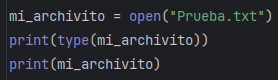 mi_archivito = open("Prueba.txt")
print(type(mi_archivito))
print(mi_archivito)